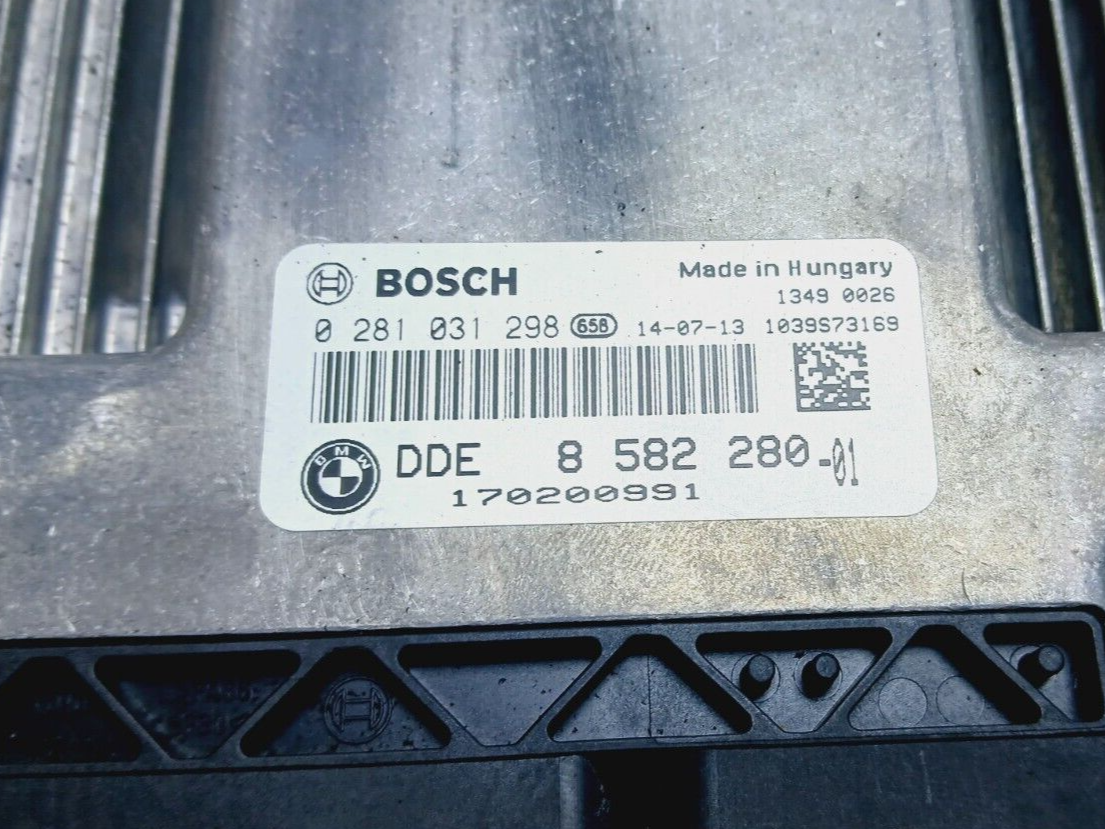 BOSCH
Made in Hungary
1349 0026
0 281 031 298 658 14-07-13 1039S73169
BMW
DDE 8 582 280-01
170200991